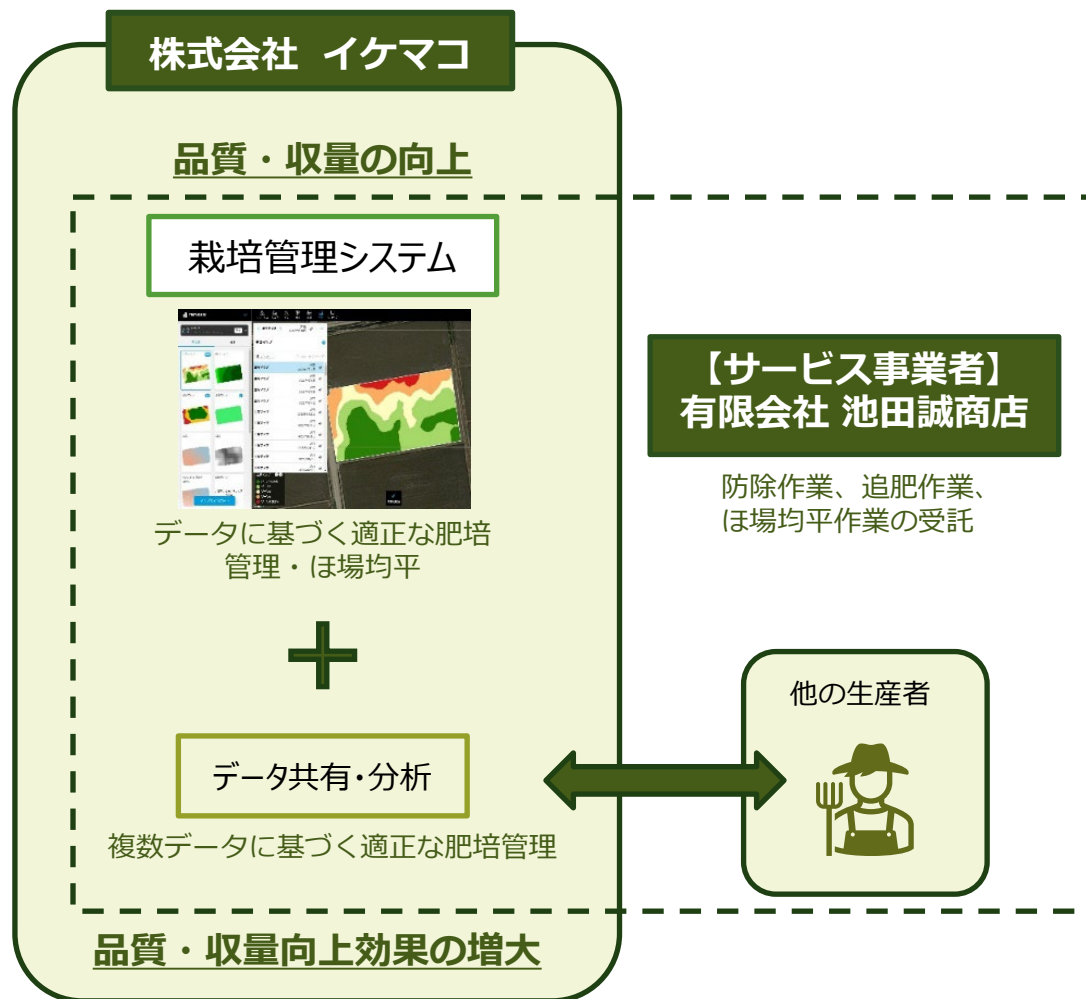 株式会社 イケマコ
品質・収量の向上
栽培管理システム
データに基づく適正な肥培
管理・ほ場均平
データ共有・分析
複数データに基づく適正な肥培管理
品質・収量向上効果の増大
【サービス事業者】
有限会社 池田誠商店
防除作業、追肥作業、
ほ場均平作業の受託
他の生産者